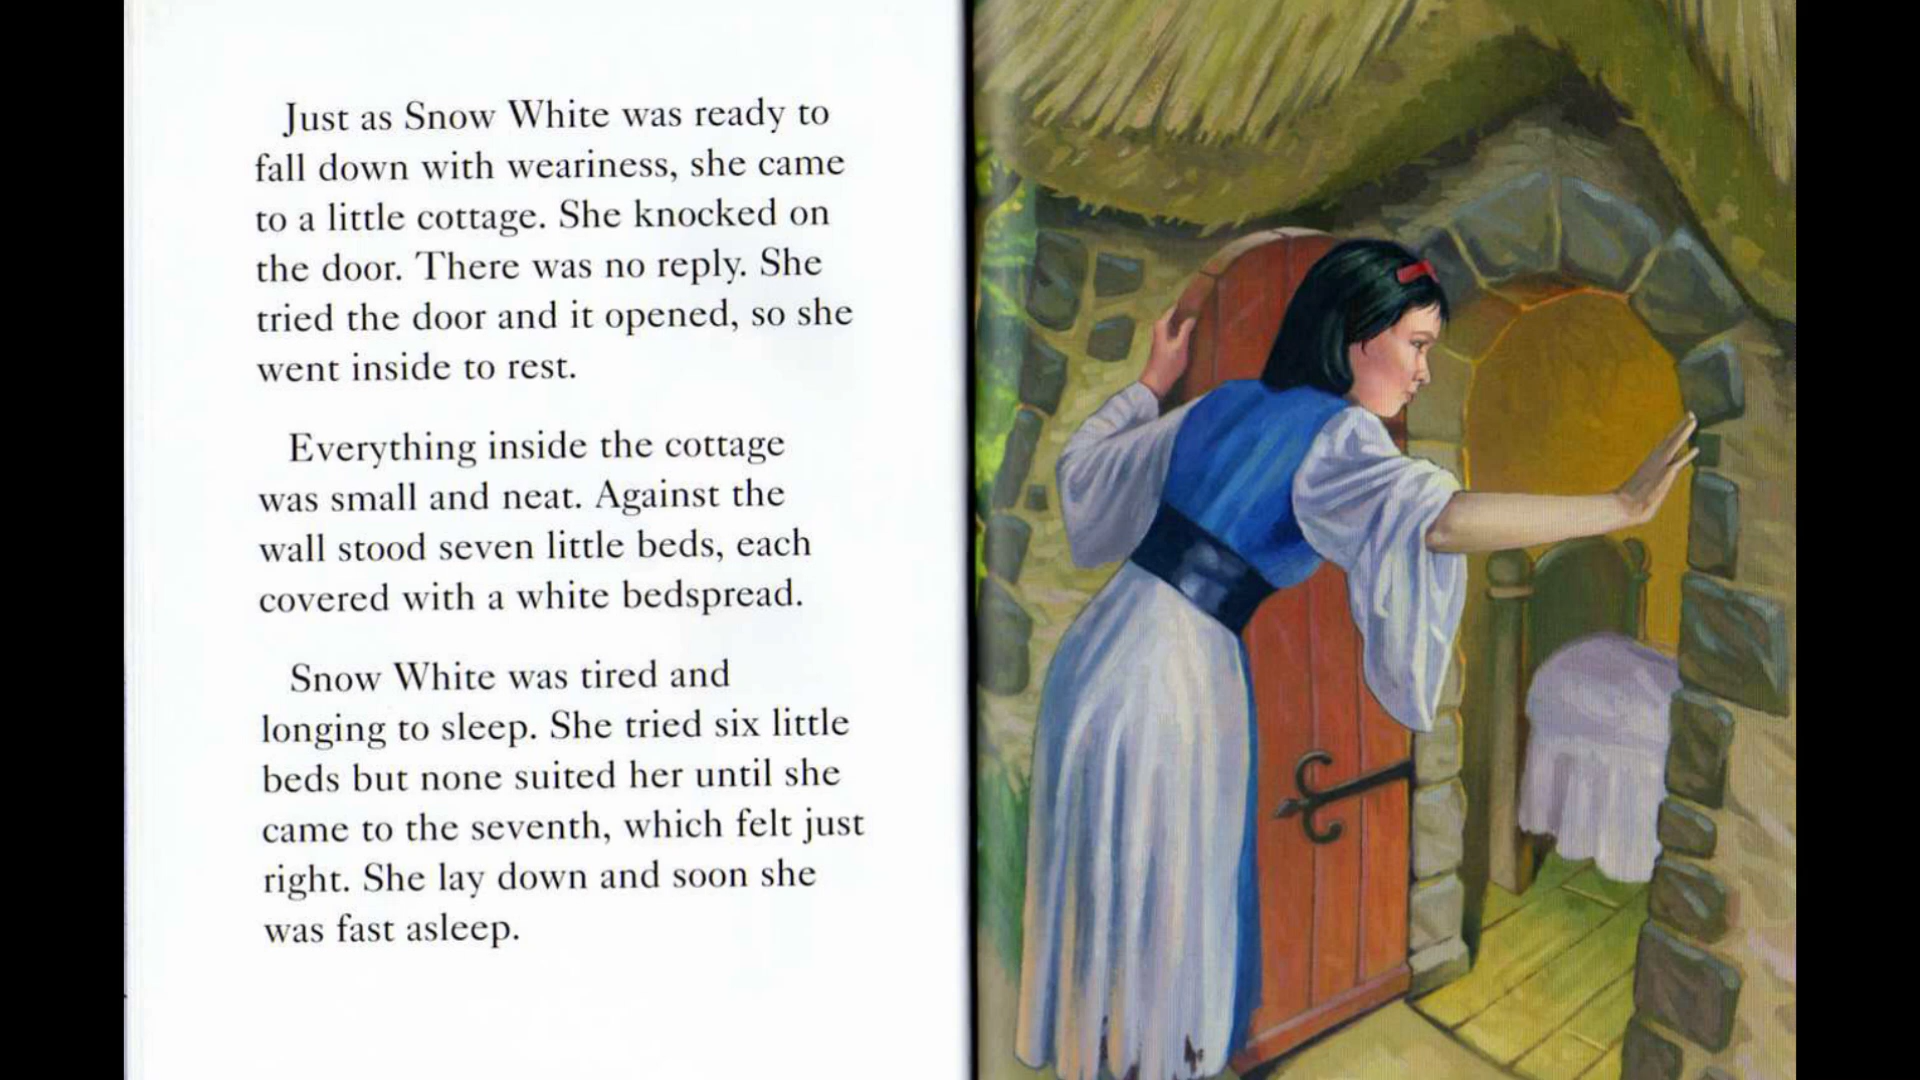 Just as Snow White was ready to
fall down with weariness, she came
to a little cottage. She knocked on
the door. There was no reply. She
tried the door and it opened, so she
went inside to rest.
Everything inside the cottage
was small and neat. Against the
wall stood seven little beds, each
covered with a white bedspread.
Snow White was tired and
longing to sleep. She tried six little
beds but none suited her until she
came to the seventh, which felt just
right. She lay down and soon she
was fast asleep.